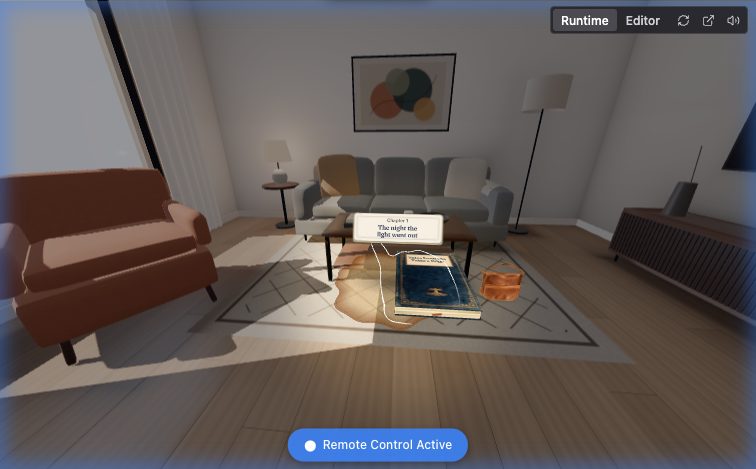 Runtime Editor
Chapter 1
The night the
light went out
Remote Control Active